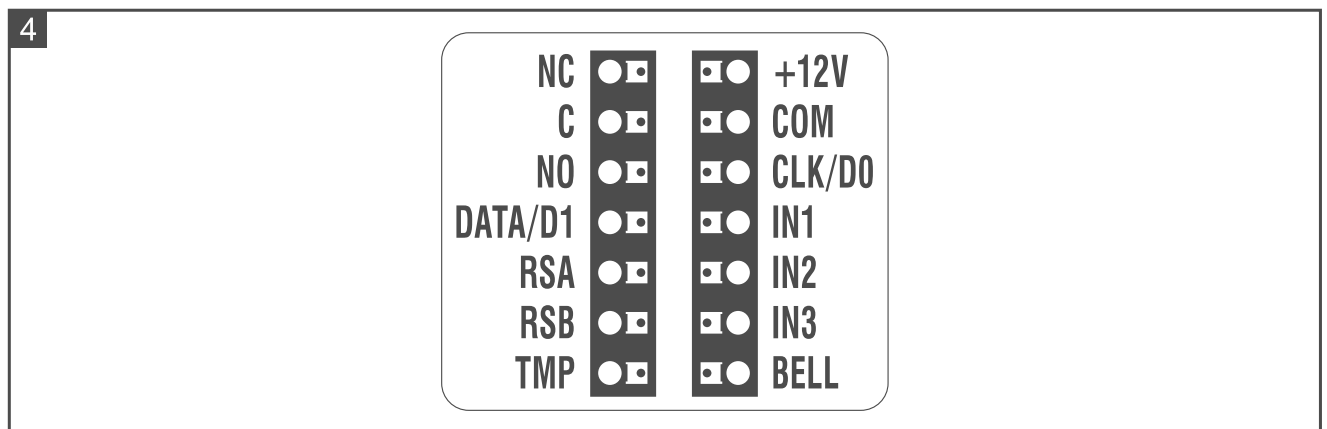 4
NC +12V
C COM
NO CLK/D0
DATA/D1 IN1
RSA IN2
RSB IN3
TMP BELL